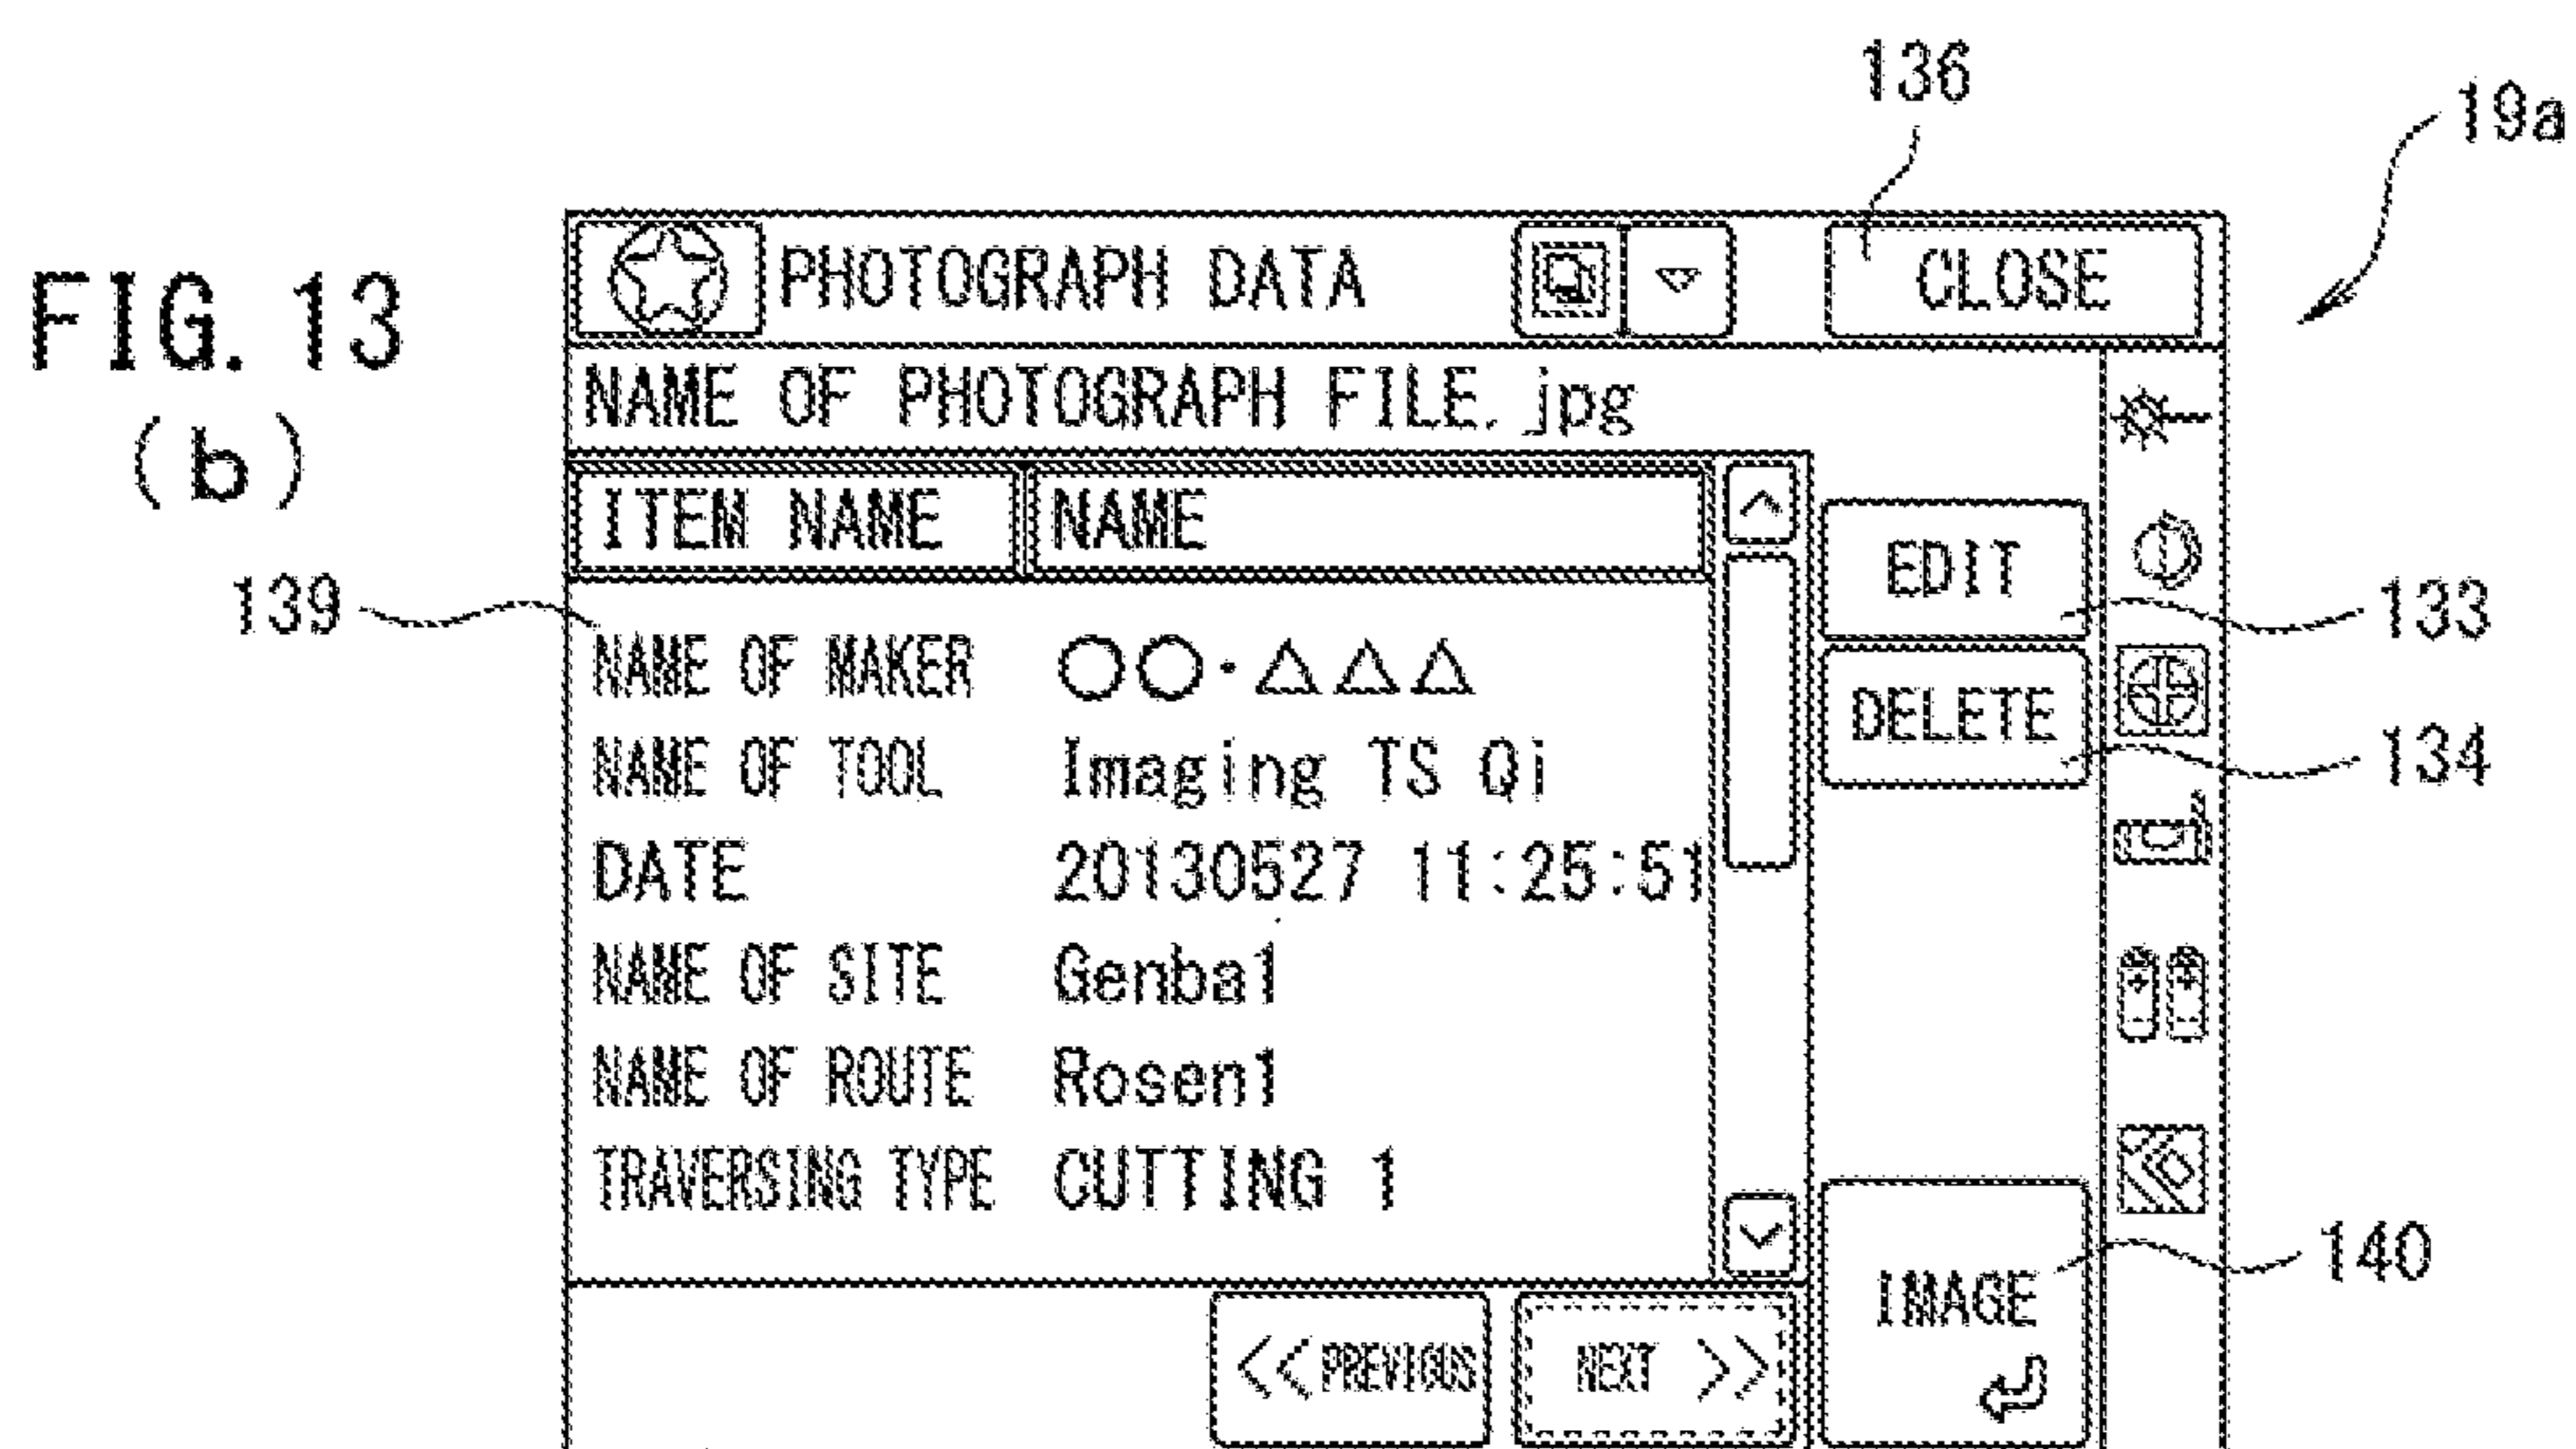 136
19a
FIG. 13
(b)
PHOTOGRAPH DATA
CLOSE
NAME OF PHOTOGRAPH FILE.jpg
ITEM NAME NAME
EDIT
139
133
NAME OF MAKER ○○・△△△
DELETE
134
NAME OF TOOL Imaging TS Qi
DATE 20130527 11:25:51
NAME OF SITE Genba1
NAME OF ROUTE Rosen1
TRAVERSING TYPE CUTTING 1
140
IMAGE
<<PREVIOUS NEXT >>